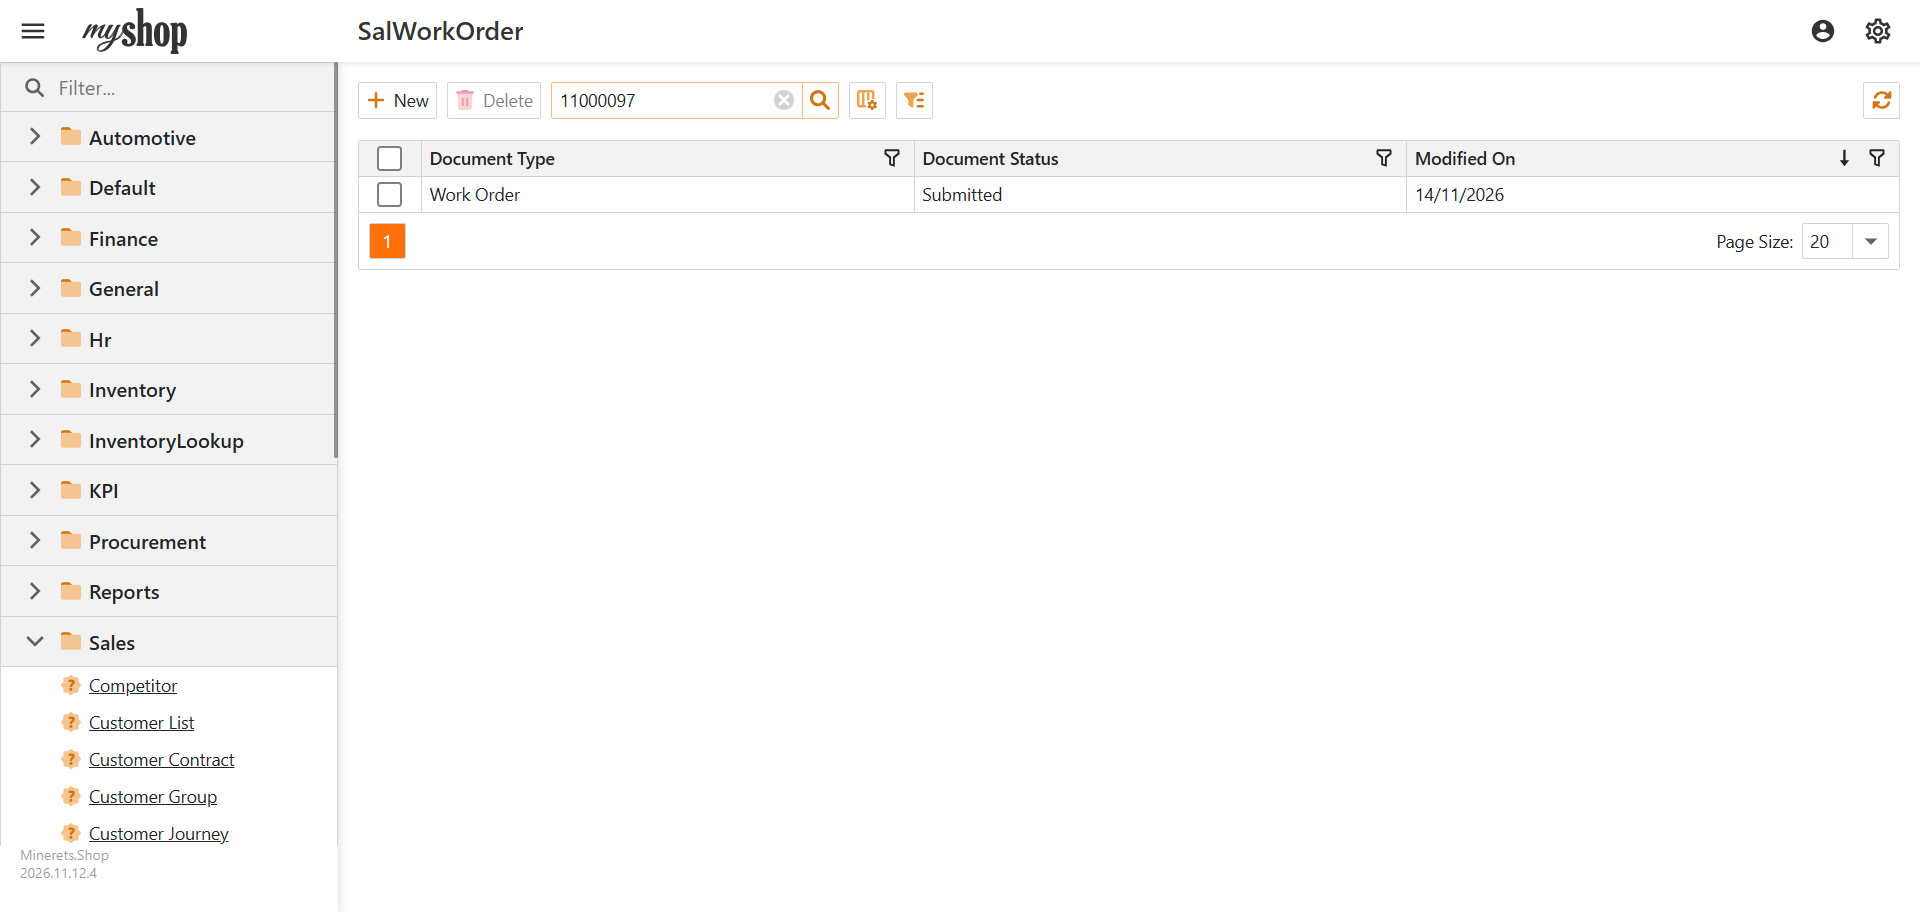 myshop
SalWorkOrder
Filter...
New
Delete
11000097
Automotive
Default
Finance
General
Hr
Inventory
InventoryLookup
KPI
Procurement
Reports
Sales
Competitor
Customer List
Customer Contract
Customer Group
Customer Journey
Minerets.Shop
2026.11.12.4
Document Type
Document Status
Modified On
Work Order
Submitted
14/11/2026
1
Page Size:
20